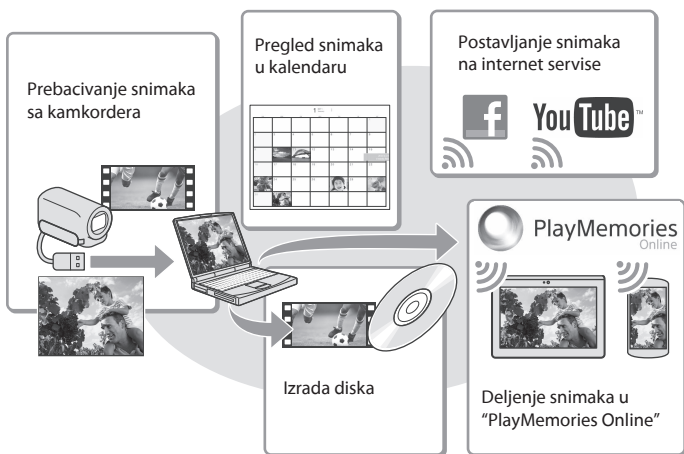 Prebacivanje snimaka
sa kamkordera
Pregled snimaka
u kalendaru
Postavljanje snimaka
na internet servise
f
You Tube ™
PlayMemories
Online
Izrada diska
Deljenje snimaka u
“PlayMemories Online”